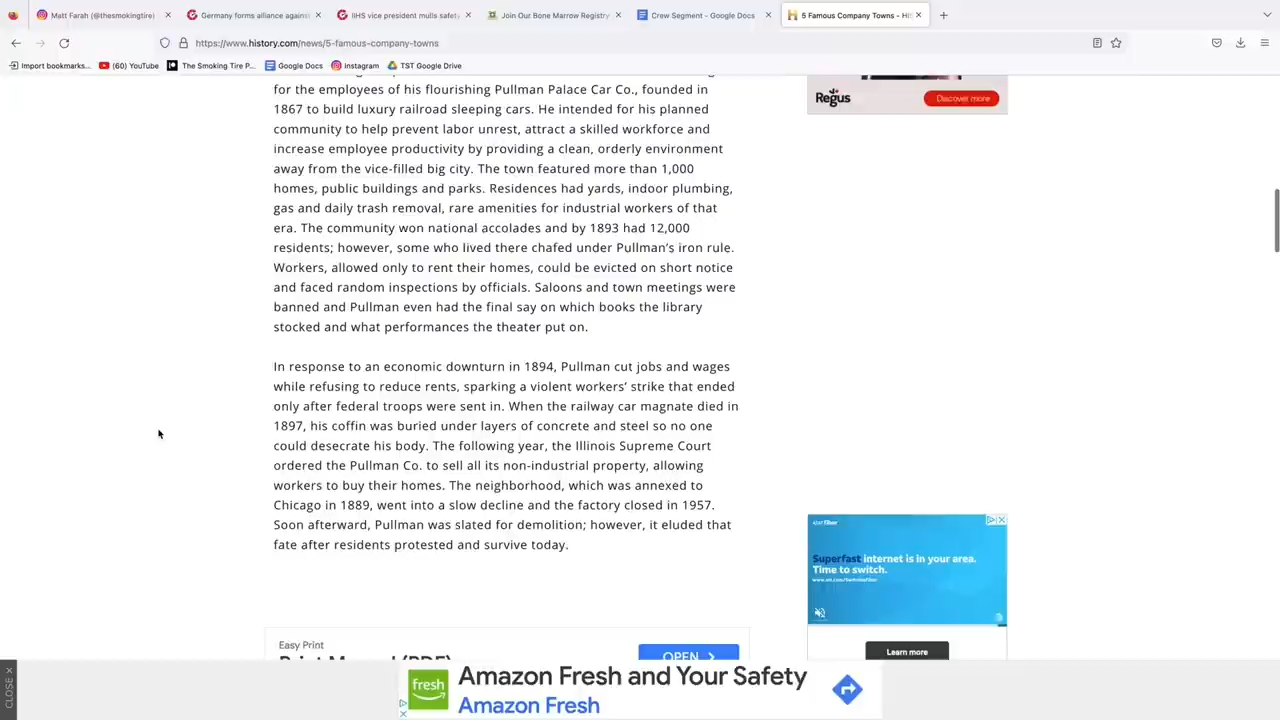 Matt Farah (@thesmokingtire)
Germany forms alliance against
IIHS vice president mulls safety
Join Our Bone Marrow Registry
Crew Segment - Google Docs
5 Famous Company Towns - HIS
https://www.history.com/news/5-famous-company-towns
Import bookmarks...
(60) YouTube
The Smoking Tire P...
Google Docs
Instagram
TST Google Drive
for the employees of his flourishing Pullman Palace Car Co., founded in
1867 to build luxury railroad sleeping cars. He intended for his planned
community to help prevent labor unrest, attract a skilled workforce and
increase employee productivity by providing a clean, orderly environment
away from the vice-filled big city. The town featured more than 1,000
homes, public buildings and parks. Residences had yards, indoor plumbing,
gas and daily trash removal, rare amenities for industrial workers of that
era. The community won national accolades and by 1893 had 12,000
residents; however, some who lived there chafed under Pullman's iron rule.
Workers, allowed only to rent their homes, could be evicted on short notice
and faced random inspections by officials. Saloons and town meetings were
banned and Pullman even had the final say on which books the library
stocked and what performances the theater put on.
In response to an economic downturn in 1894, Pullman cut jobs and wages
while refusing to reduce rents, sparking a violent workers' strike that ended
only after federal troops were sent in. When the railway car magnate died in
1897, his coffin was buried under layers of concrete and steel so no one
could desecrate his body. The following year, the Illinois Supreme Court
ordered the Pullman Co. to sell all its non-industrial property, allowing
workers to buy their homes. The neighborhood, which was annexed to
Chicago in 1889, went into a slow decline and the factory closed in 1957.
Soon afterward, Pullman was slated for demolition; however, it eluded that
fate after residents protested and survive today.
Regus
Discover more
Superfast internet is in your area.
Time to switch.
Learn more
Easy Print
OPEN
CLOSE
fresh
Amazon Fresh and Your Safety
Amazon Fresh